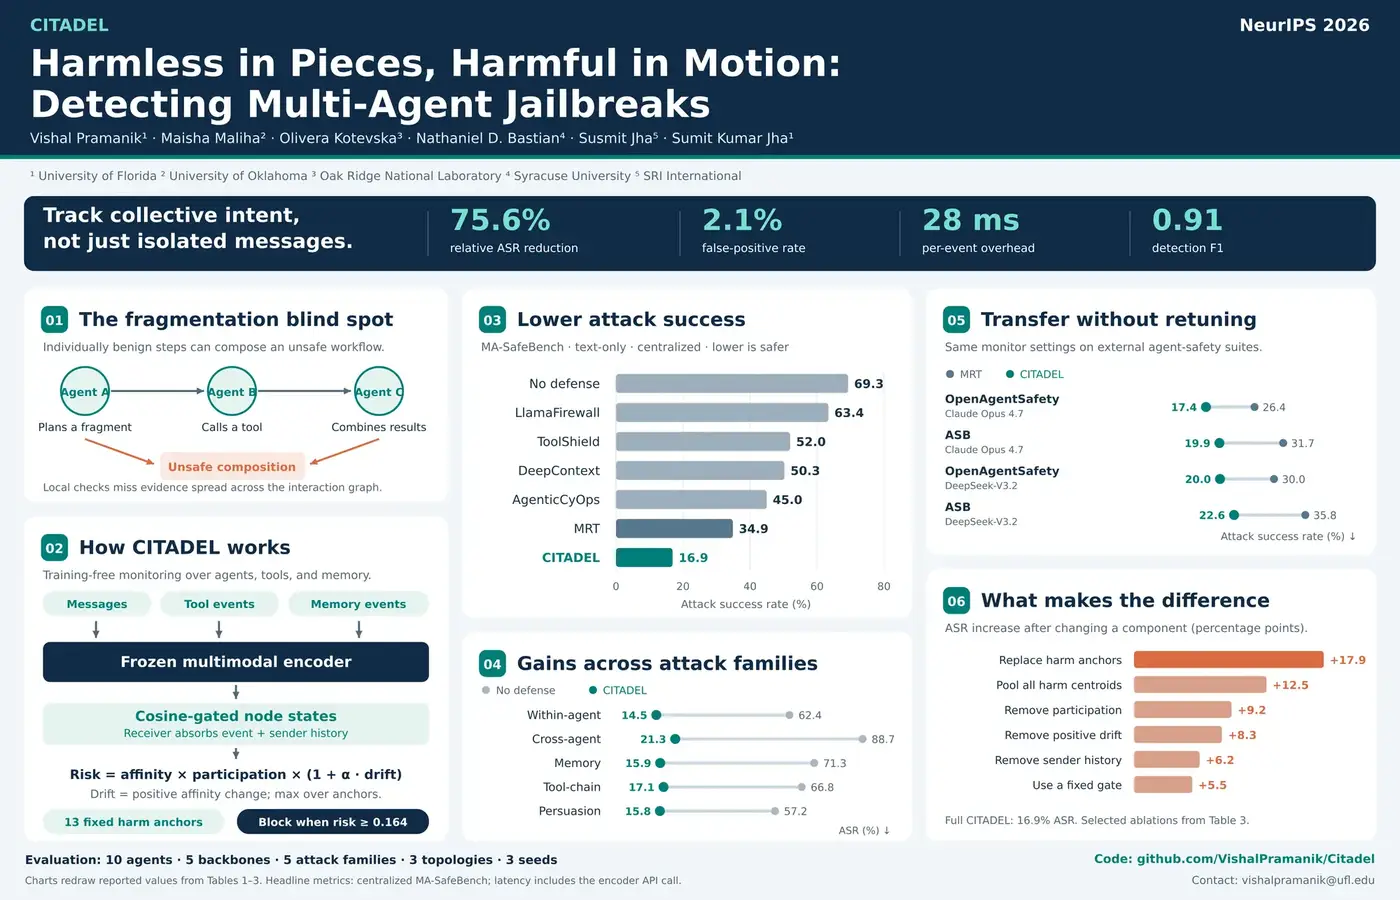 CITADEL
NeurIPS 2026
Harmless in Pieces, Harmful in Motion:
Detecting Multi-Agent Jailbreaks
Vishal Pramanik¹ · Maisha Maliha² · Olivera Kotevska³ · Nathaniel D. Bastian⁴ · Susmit Jha⁵ · Sumit Kumar Jha¹
¹ University of Florida ² University of Oklahoma ³ Oak Ridge National Laboratory ⁴ Syracuse University ⁵ SRI International
Track collective intent,
not just isolated messages.
75.6%
relative ASR reduction
2.1%
false-positive rate
28 ms
per-event overhead
0.91
detection F1
01 The fragmentation blind spot
Individually benign steps can compose an unsafe workflow.
Agent A Agent B Agent C
Plans a fragment Calls a tool Combines results
Unsafe composition
Local checks miss evidence spread across the interaction graph.
02 How CITADEL works
Training-free monitoring over agents, tools, and memory.
Messages Tool events Memory events
Frozen multimodal encoder
Cosine-gated node states
Receiver absorbs event + sender history
Risk = affinity × participation × (1 + α · drift)
Drift = positive affinity change; max over anchors.
13 fixed harm anchors Block when risk ≥ 0.164
03 Lower attack success
MA-SafeBench · text-only · centralized · lower is safer
No defense 69.3
LlamaFirewall 63.4
ToolShield 52.0
DeepContext 50.3
AgenticCyOps 45.0
MRT 34.9
CITADEL 16.9
0 20 40 60 80
Attack success rate (%)
04 Gains across attack families
No defense CITADEL
Within-agent 14.5 62.4
Cross-agent 21.3 88.7
Memory 15.9 71.3
Tool-chain 17.1 66.8
Persuasion 15.8 57.2
ASR (%) ↓
05 Transfer without retuning
Same monitor settings on external agent-safety suites.
MRT CITADEL
OpenAgentSafety
Claude Opus 4.7
17.4 26.4
ASB
Claude Opus 4.7
19.9 31.7
OpenAgentSafety
DeepSeek-V3.2
20.0 30.0
ASB
DeepSeek-V3.2
22.6 35.8
Attack success rate (%) ↓
06 What makes the difference
ASR increase after changing a component (percentage points).
Replace harm anchors +17.9
Pool all harm centroids +12.5
Remove participation +9.2
Remove positive drift +8.3
Remove sender history +6.2
Use a fixed gate +5.5
Full CITADEL: 16.9% ASR. Selected ablations from Table 3.
Evaluation: 10 agents · 5 backbones · 5 attack families · 3 topologies · 3 seeds
Charts redraw reported values from Tables 1–3. Headline metrics: centralized MA-SafeBench; latency includes the encoder API call.
Code: github.com/VishalPramanik/Citadel
Contact: vishalpramanik@ufl.edu